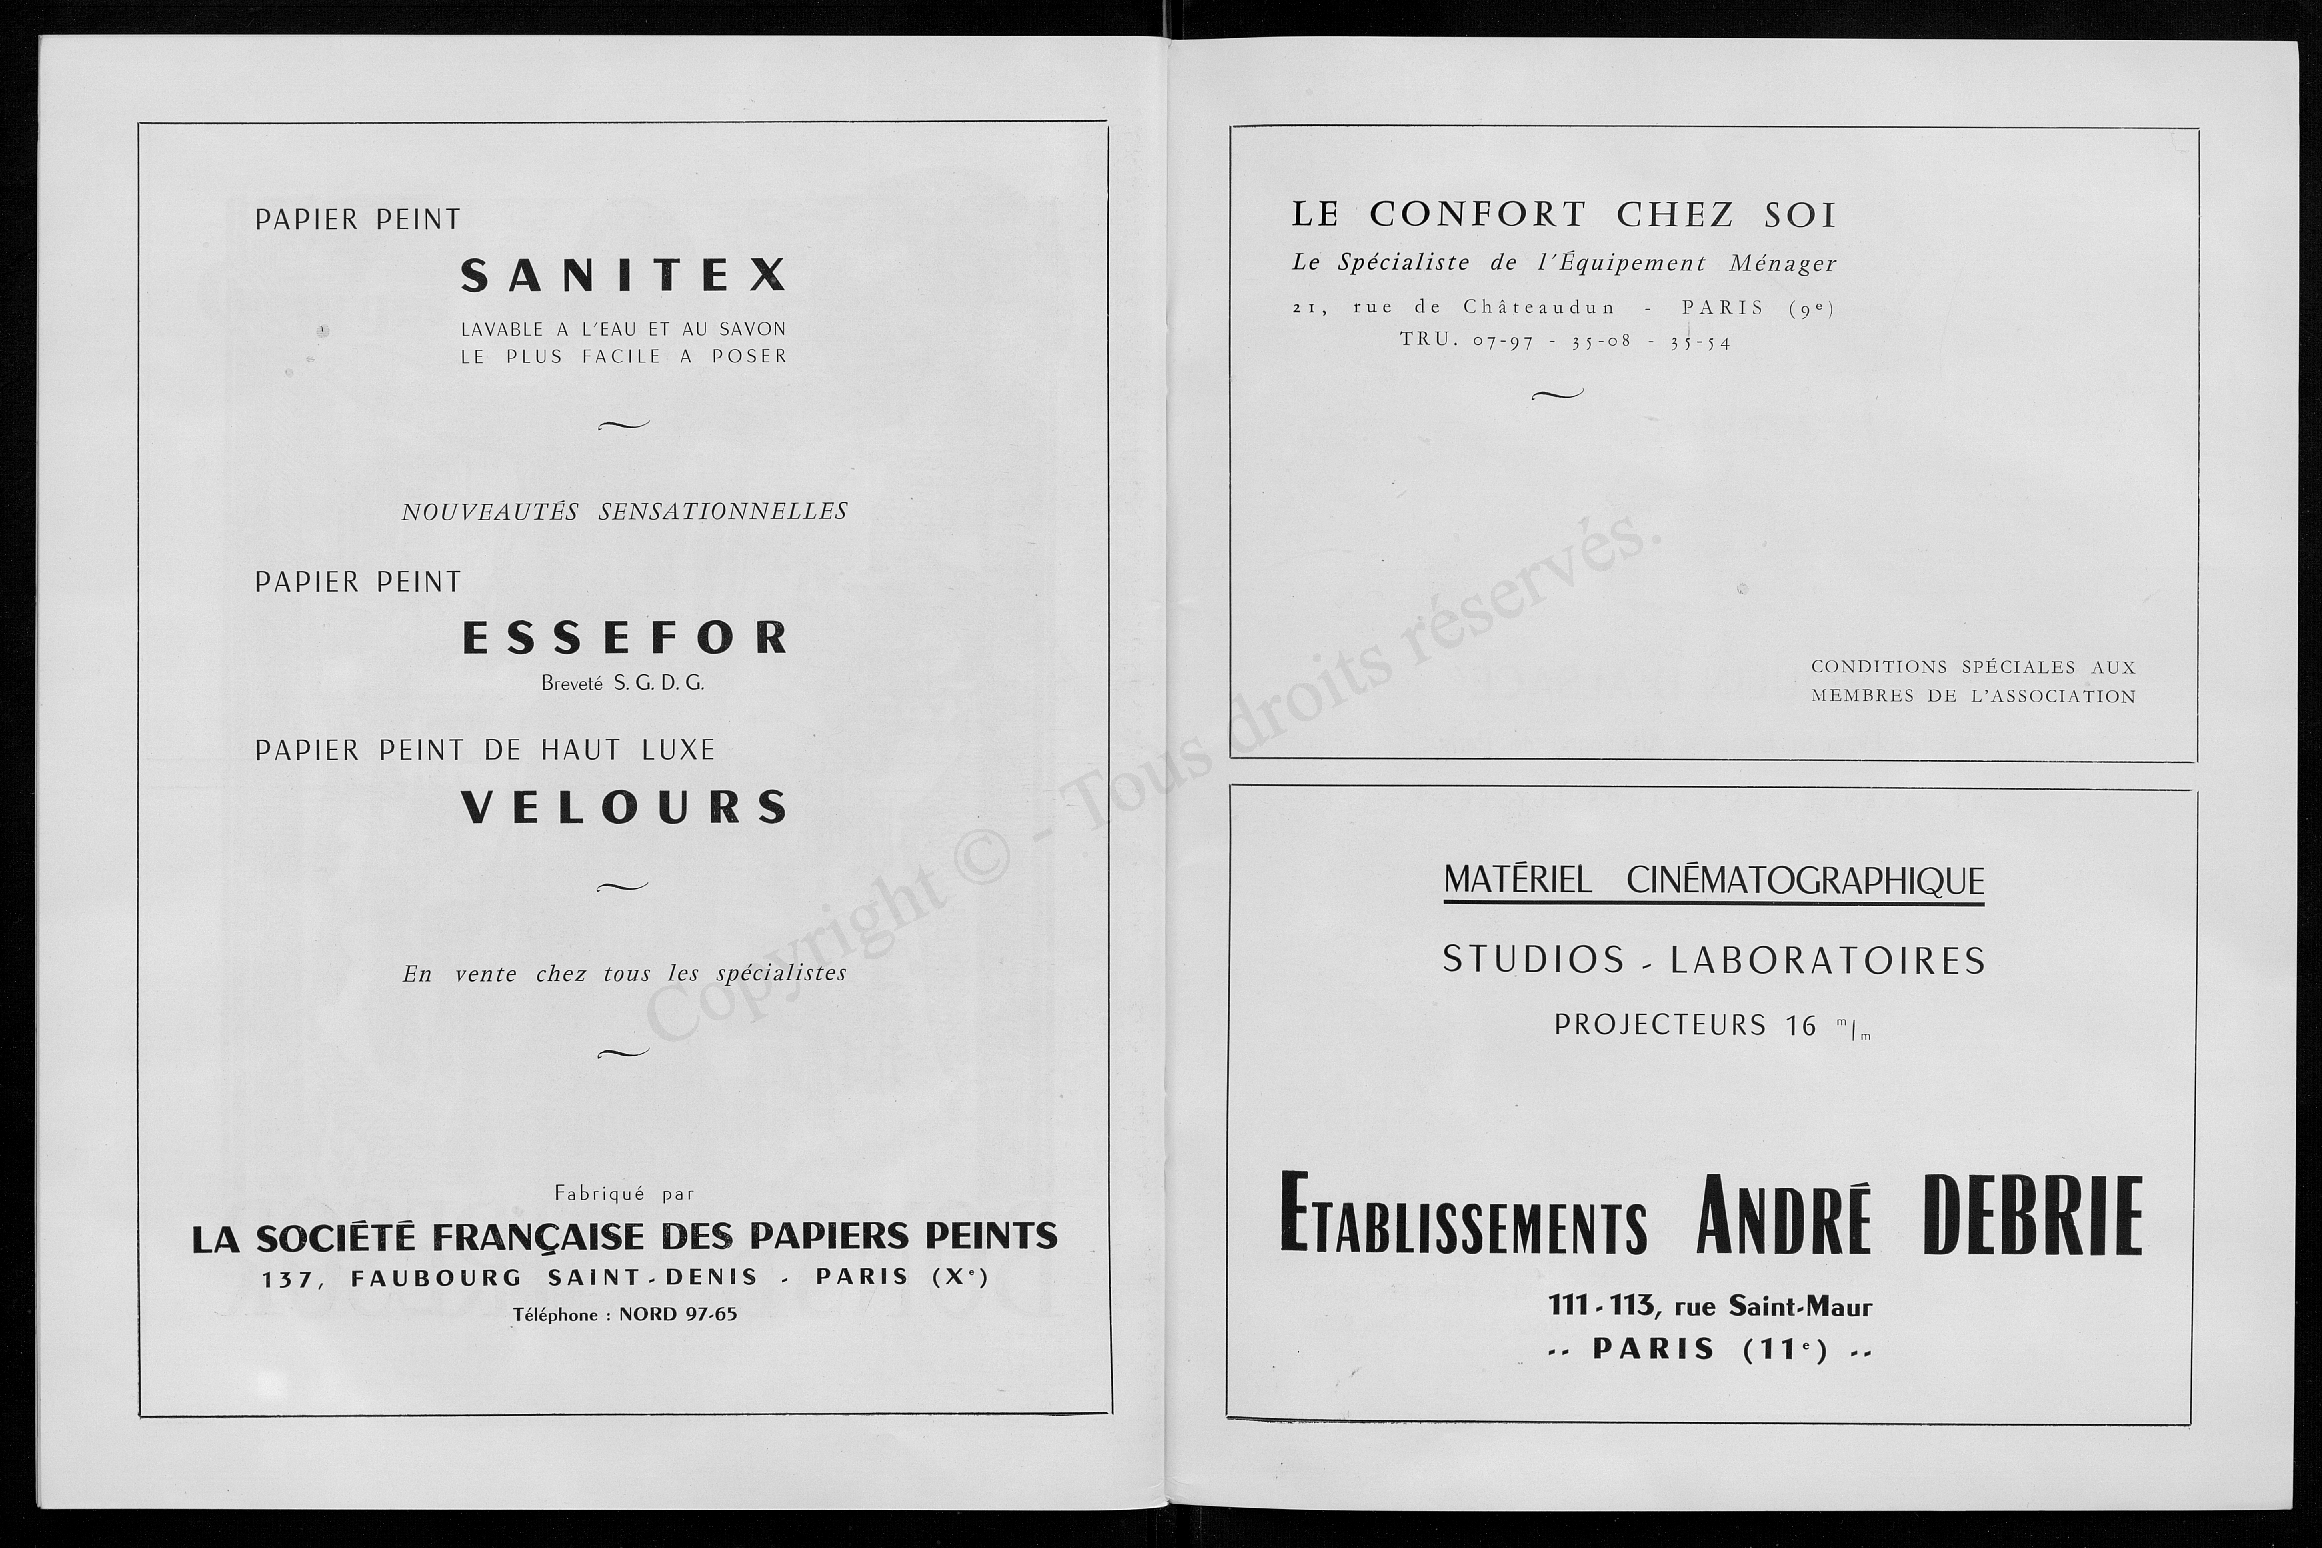 PAPIER PEINT
SANITEX
LAVABLE A L'EAU ET AU SAVON
LE PLUS FACILE A POSER
NOUVEAUTÉS SENSATIONNELLES
PAPIER PEINT
ESSEFOR
Breveté S. G. D. G.
PAPIER PEINT DE HAUT LUXE
VELOURS
En vente chez tous les spécialistes
Fabriqué par
LA SOCIÉTÉ FRANÇAISE DES PAPIERS PEINTS
137, FAUBOURG SAINT-DENIS - PARIS (Xe)
Téléphone : NORD 97-65
LE CONFORT CHEZ SOI
Le Spécialiste de l'Équipement Ménager
21, rue de Châteaudun - PARIS (9e)
TRU. 07-97 - 35-08 - 35-54
CONDITIONS SPÉCIALES AUX
MEMBRES DE L'ASSOCIATION
MATÉRIEL CINÉMATOGRAPHIQUE
STUDIOS - LABORATOIRES
PROJECTEURS 16 m/m
ETABLISSEMENTS ANDRÉ DEBRIE
111-113, rue Saint-Maur
-- PARIS (11e) --
Copyright © - Tous droits réservés.